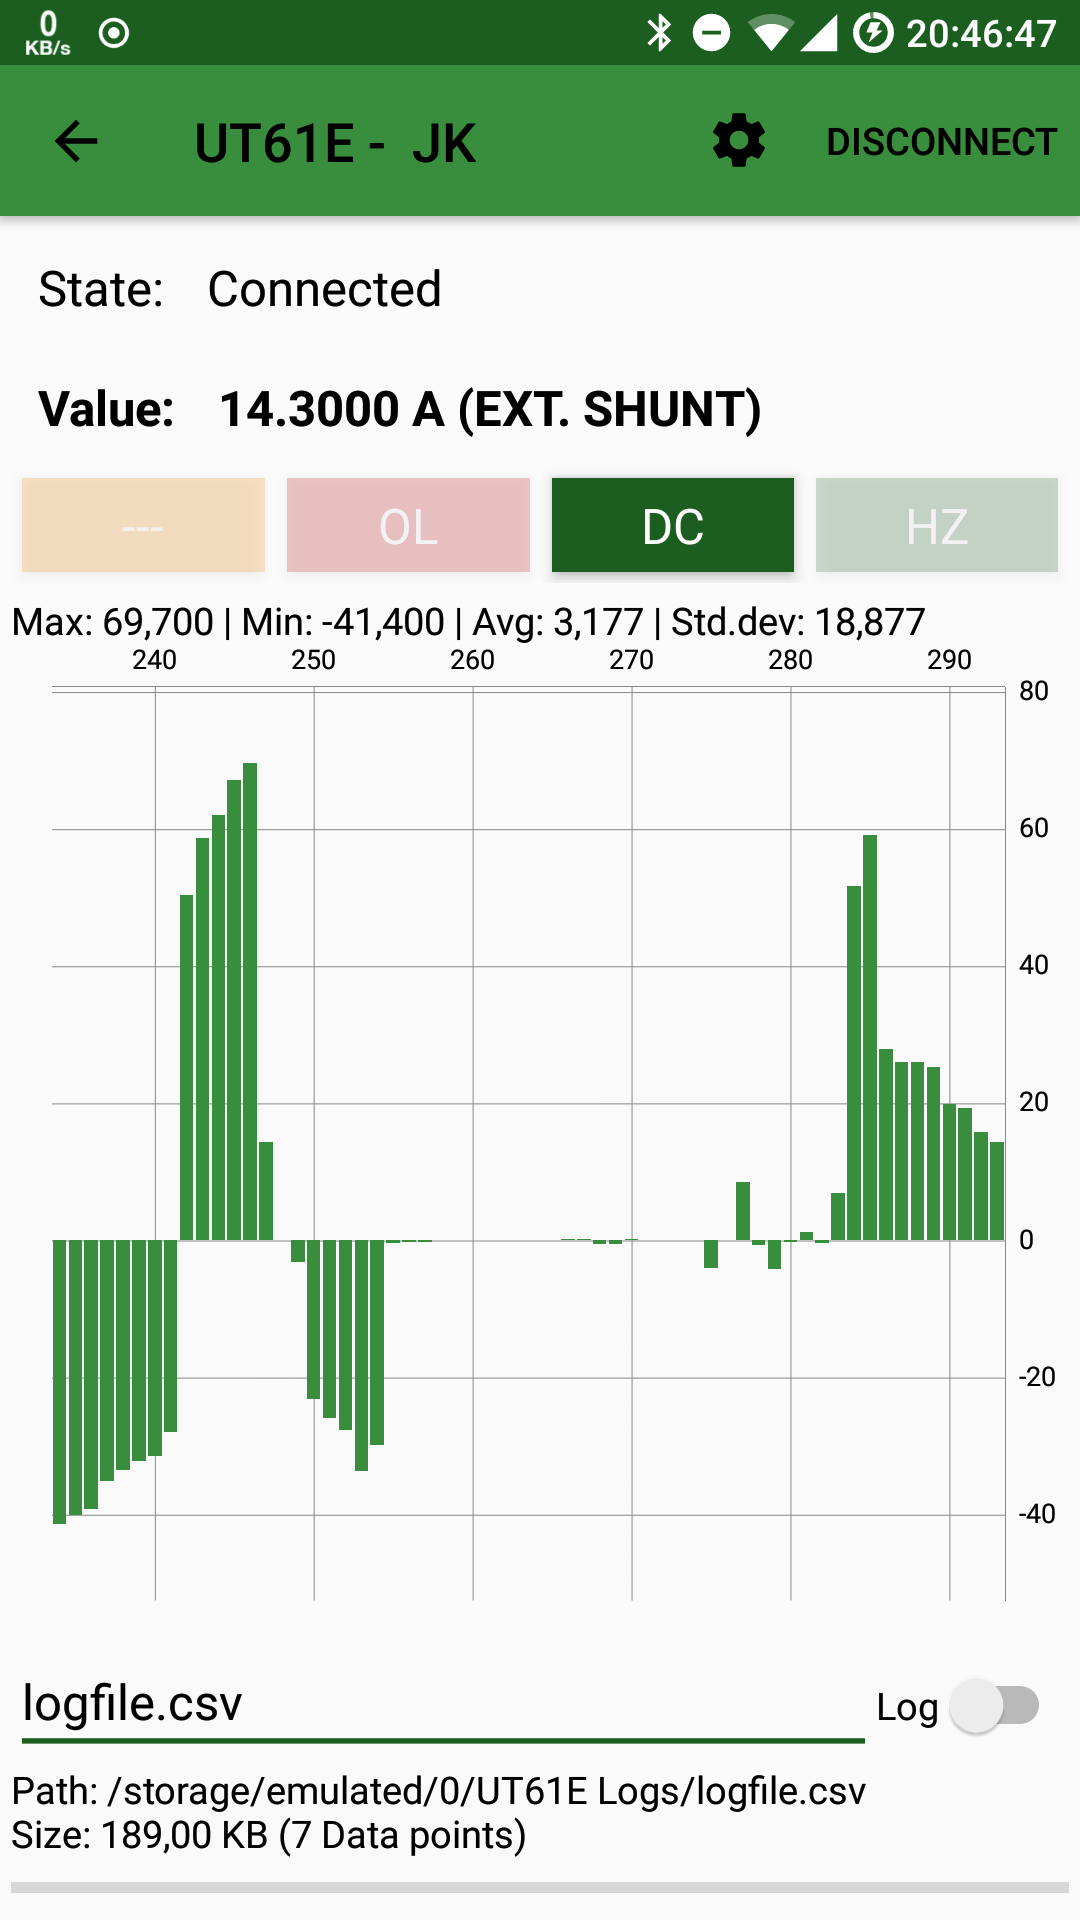 0
KB/s
20:46:47
UT61E - JK
DISCONNECT
State: Connected
Value: 14.3000 A (EXT. SHUNT)
--- OL DC HZ
Max: 69,700 | Min: -41,400 | Avg: 3,177 | Std.dev: 18,877
240 250 260 270 280 290
80
60
40
20
0
-20
-40
logfile.csv
Log
Path: /storage/emulated/0/UT61E Logs/logfile.csv
Size: 189,00 KB (7 Data points)